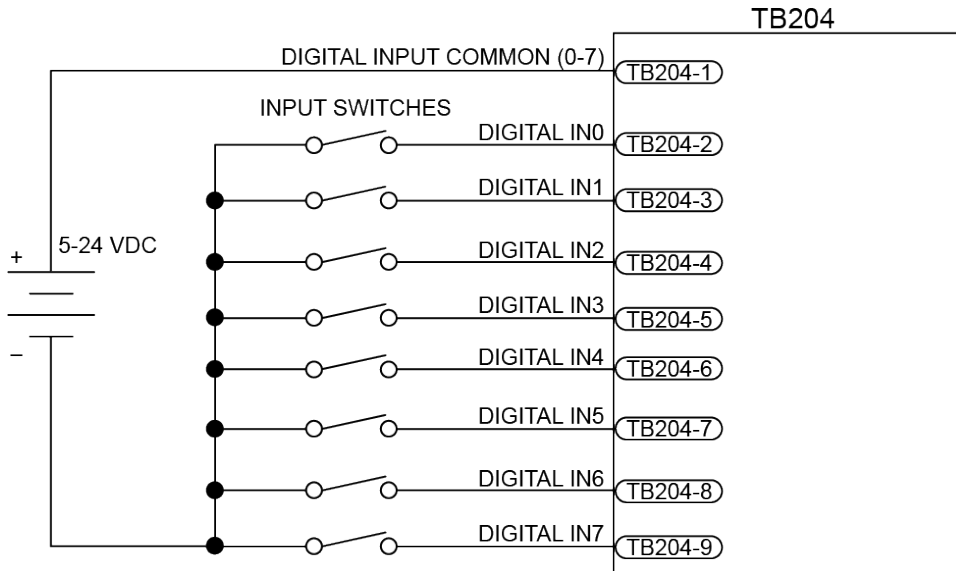 TB204
DIGITAL INPUT COMMON (0-7)
TB204-1
INPUT SWITCHES
DIGITAL IN0
TB204-2
DIGITAL IN1
TB204-3
5-24 VDC
+
DIGITAL IN2
TB204-4
DIGITAL IN3
TB204-5
–
DIGITAL IN4
TB204-6
DIGITAL IN5
TB204-7
DIGITAL IN6
TB204-8
DIGITAL IN7
TB204-9